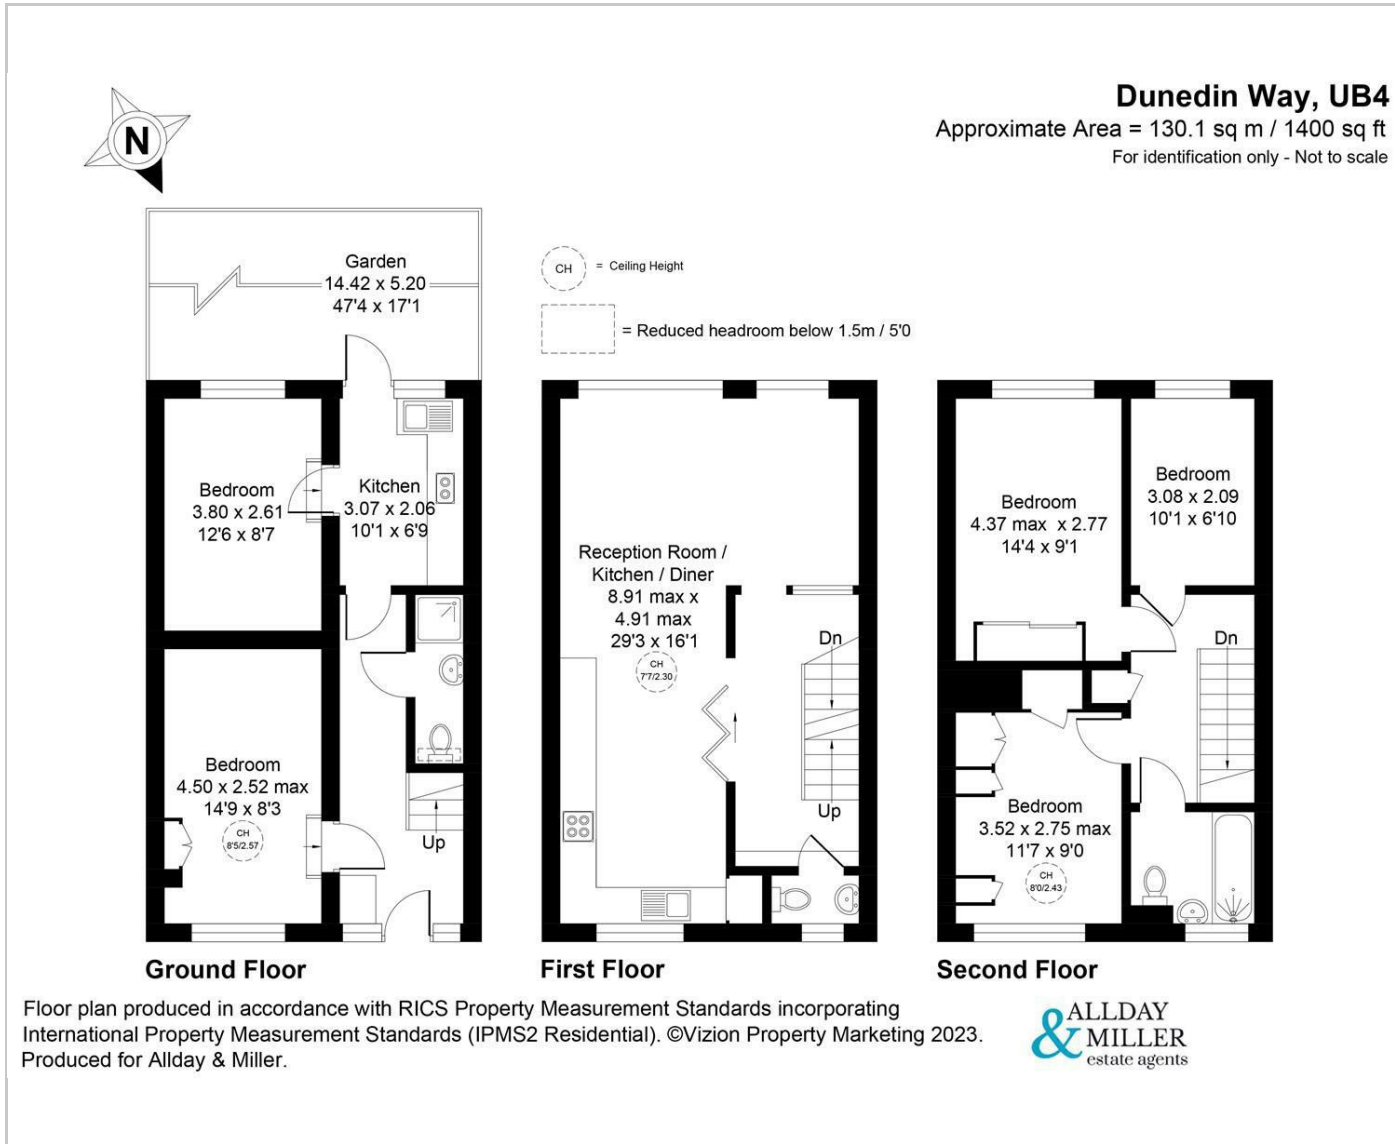 Dunedin Way, UB4
Approximate Area = 130.1 sq m / 1400 sq ft
For identification only - Not to scale
N
Garden
14.42 x 5.20
47'4 x 17'1
CH
= Ceiling Height
= Reduced headroom below 1.5m / 5'0
Bedroom
3.80 x 2.61
12'6 x 8'7
Kitchen
3.07 x 2.06
10'1 x 6'9
Bedroom
4.50 x 2.52 max
14'9 x 8'3
CH
8'5/2.57
Up
Ground Floor
Reception Room /
Kitchen / Diner
8.91 max x
4.91 max
29'3 x 16'1
CH
7'7/2.30
Dn
Up
First Floor
Bedroom
4.37 max x 2.77
14'4 x 9'1
Bedroom
3.08 x 2.09
10'1 x 6'10
Dn
Bedroom
3.52 x 2.75 max
11'7 x 9'0
CH
8'0/2.43
Second Floor
Floor plan produced in accordance with RICS Property Measurement Standards incorporating
International Property Measurement Standards (IPMS2 Residential). ©Vizion Property Marketing 2023.
Produced for Allday & Miller.
ALLDAY
& MILLER
estate agents